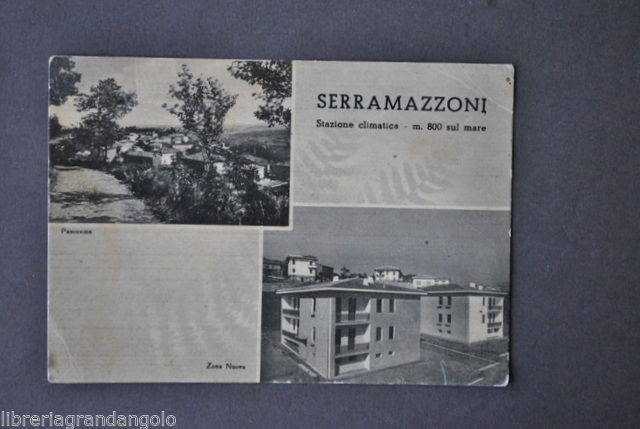 SERRAMAZZONI
Stazione climatica - m. 800 sul mare
Panorama
Zona Nuova
libreriagrandangolo